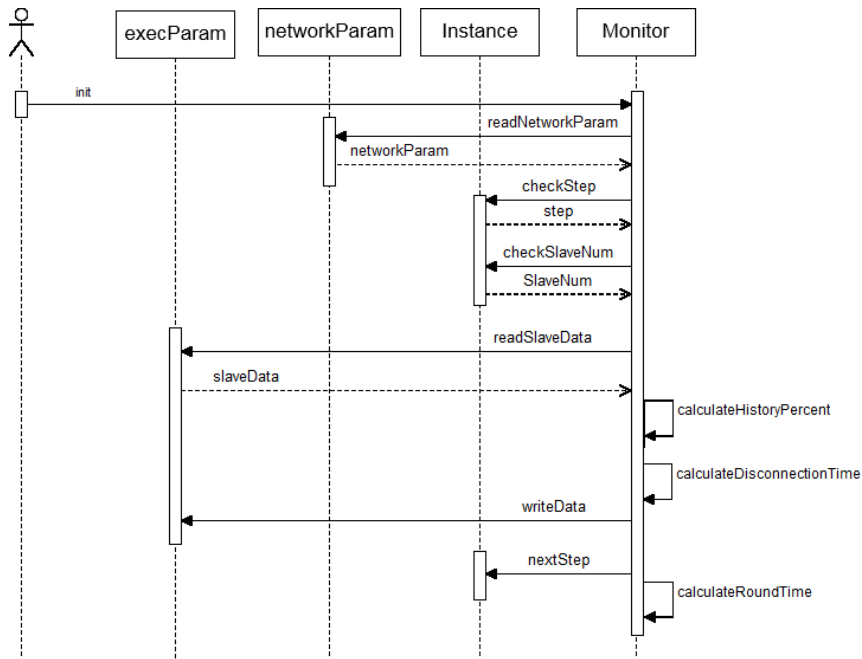 execParam
networkParam
Instance
Monitor
init
readNetworkParam
networkParam
checkStep
step
checkSlaveNum
SlaveNum
readSlaveData
slaveData
calculateHistoryPercent
calculateDisconnectionTime
writeData
nextStep
calculateRoundTime